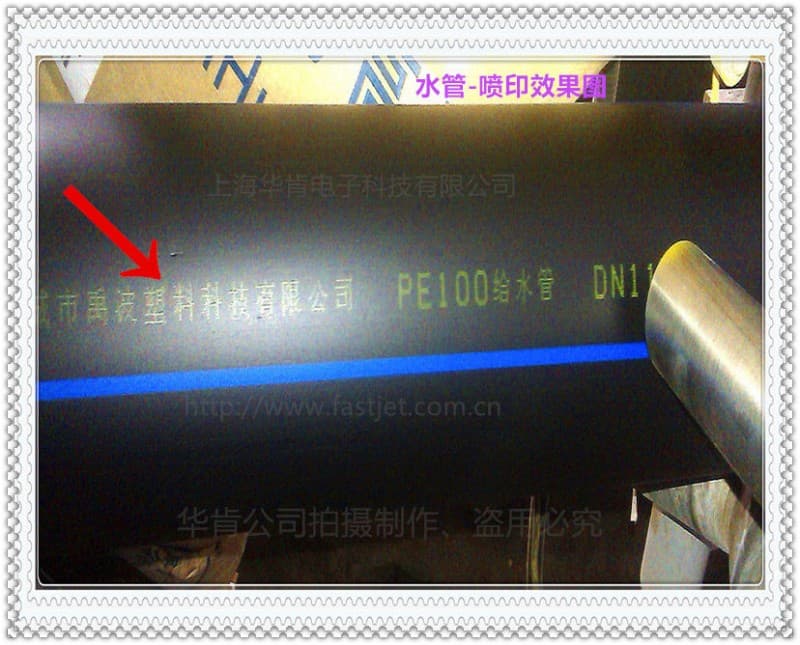 水管-喷印效果图
上海华肯电子科技有限公司
城市禹波塑料科技有限公司 PE100给水管 DN11
http://www.fastjet.com.cn
华肯公司拍摄制作、盗用必究